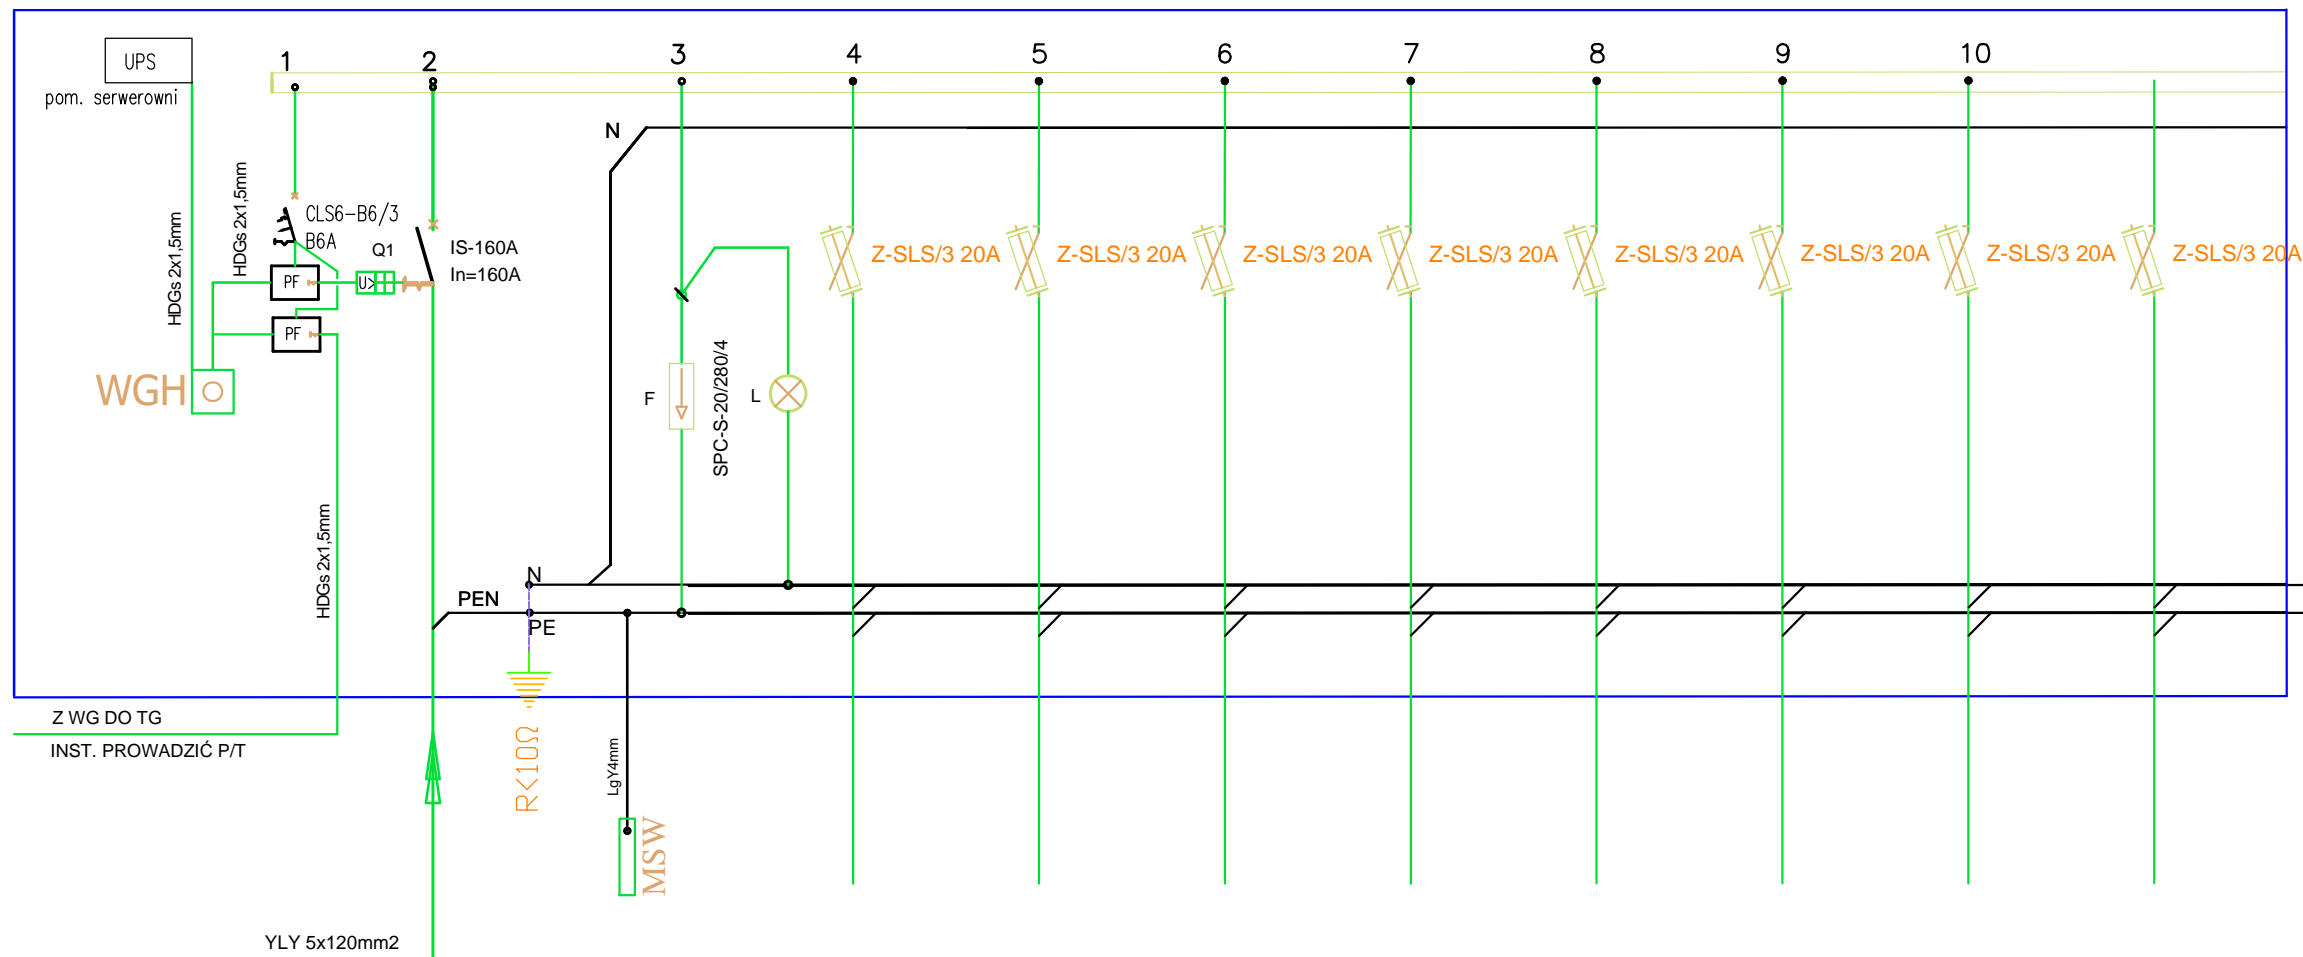 UPS
pom. serwerowni
1
2
3
4
5
6
7
8
9
10
N
HDGs 2x1,5mm
HDGs 2x1,5mm
CLS6-B6/3
B6A
Q1
IS-160A
In=160A
PF
U>
PF
WGH
Z-SLS/3 20A
Z-SLS/3 20A
Z-SLS/3 20A
Z-SLS/3 20A
Z-SLS/3 20A
Z-SLS/3 20A
Z-SLS/3 20A
Z-SLS/3 20A
F
SPC-S-20/280/4
L
HDGs 2x1,5mm
N
PEN
PE
Z WG DO TG
INST. PROWADZIĆ P/T
R<10Ω
LgY4mm
MSW
YLY 5x120mm2